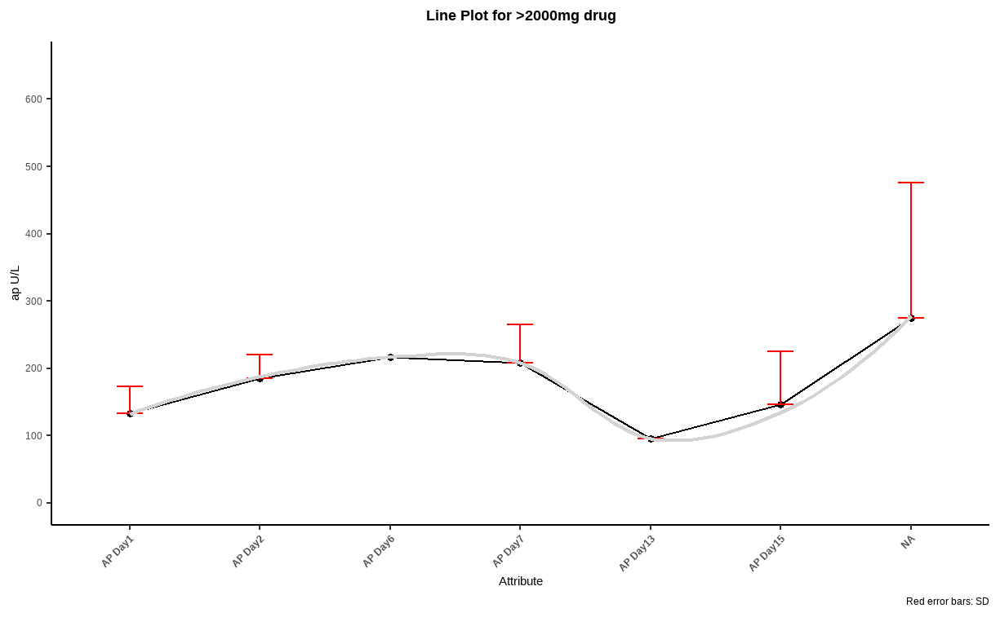 Line Plot for >2000mg drug
600
500
400
300
200
100
0
ap U/L
AP Day1
AP Day2
AP Day6
AP Day7
AP Day13
AP Day15
NA
Attribute
Red error bars: SD